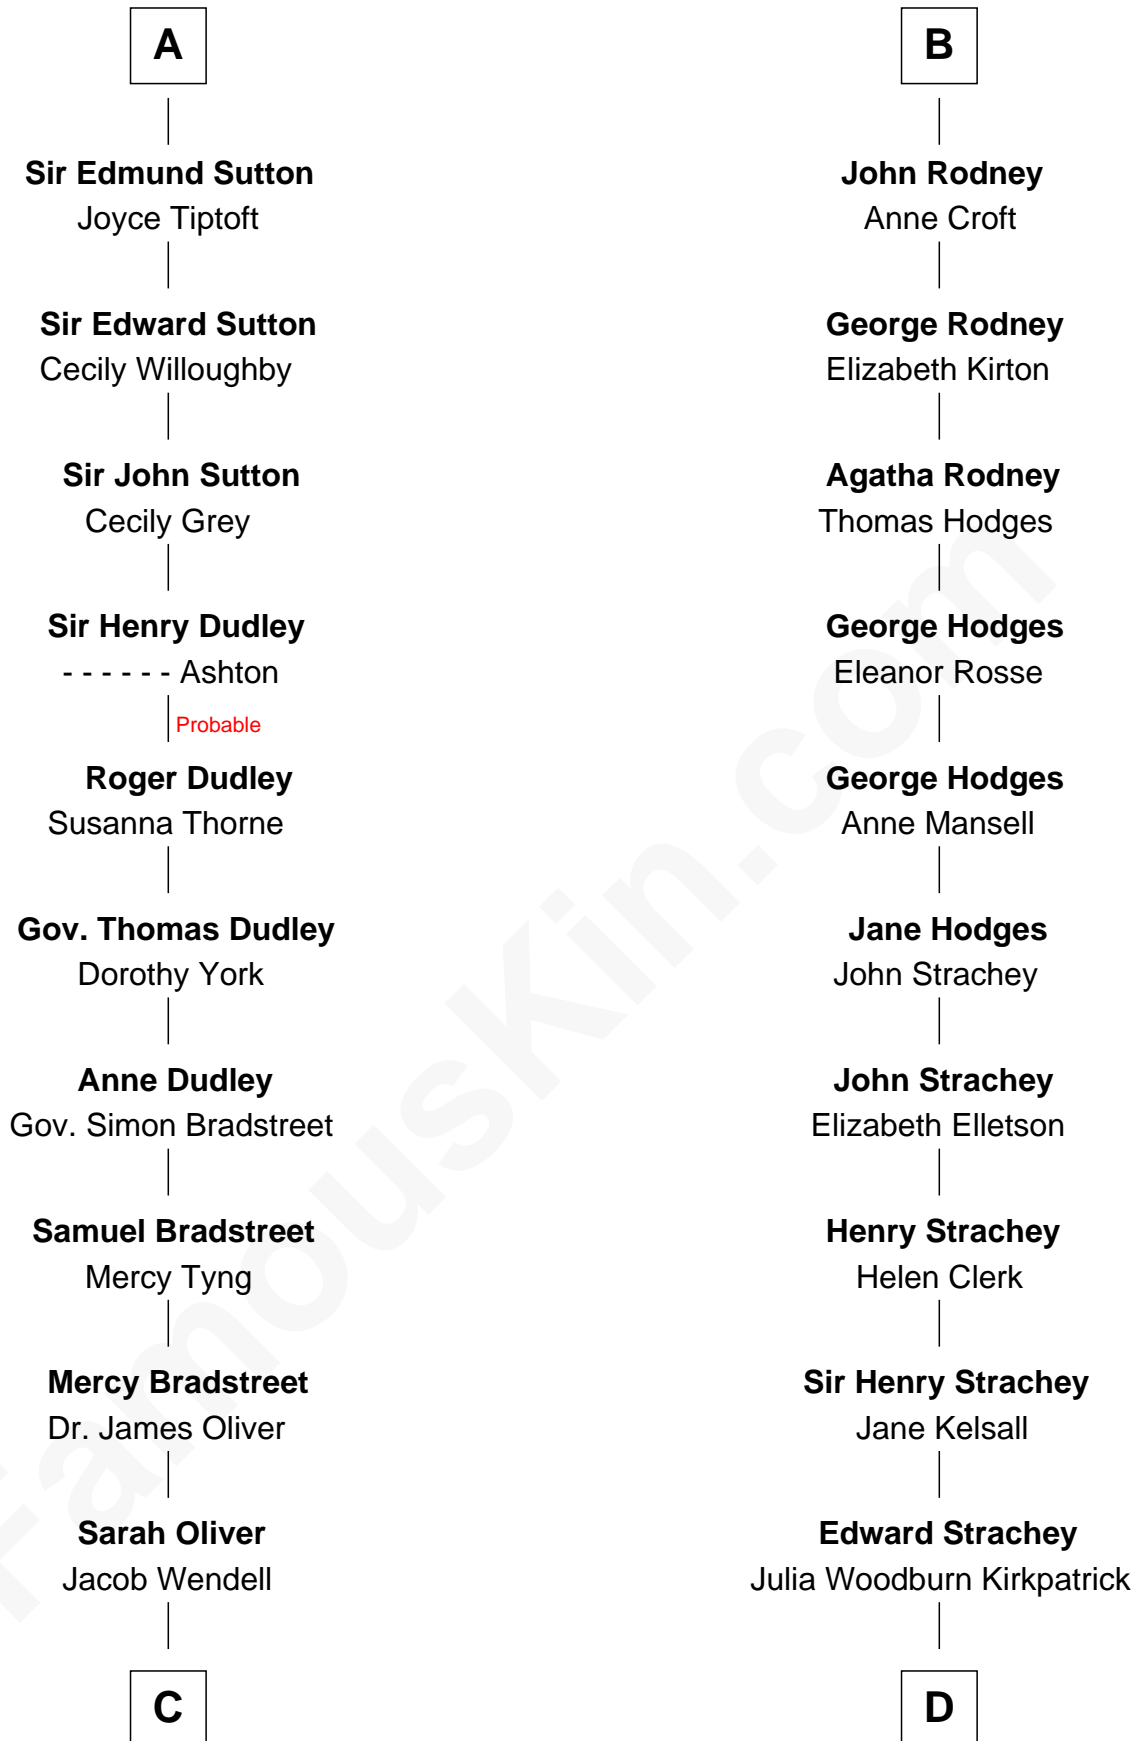 A
Sir Edmund Sutton
Joyce Tiptoft
Sir Edward Sutton
Cecily Willoughby
Sir John Sutton
Cecily Grey
Sir Henry Dudley
- - - - - - Ashton
Probable
Roger Dudley
Susanna Thorne
Gov. Thomas Dudley
Dorothy York
Anne Dudley
Gov. Simon Bradstreet
Samuel Bradstreet
Mercy Tyng
Mercy Bradstreet
Dr. James Oliver
Sarah Oliver
Jacob Wendell
C
B
John Rodney
Anne Croft
George Rodney
Elizabeth Kirton
Agatha Rodney
Thomas Hodges
George Hodges
Eleanor Rosse
George Hodges
Anne Mansell
Jane Hodges
John Strachey
John Strachey
Elizabeth Elletson
Henry Strachey
Helen Clerk
Sir Henry Strachey
Jane Kelsall
Edward Strachey
Julia Woodburn Kirkpatrick
D
FamousKin.com